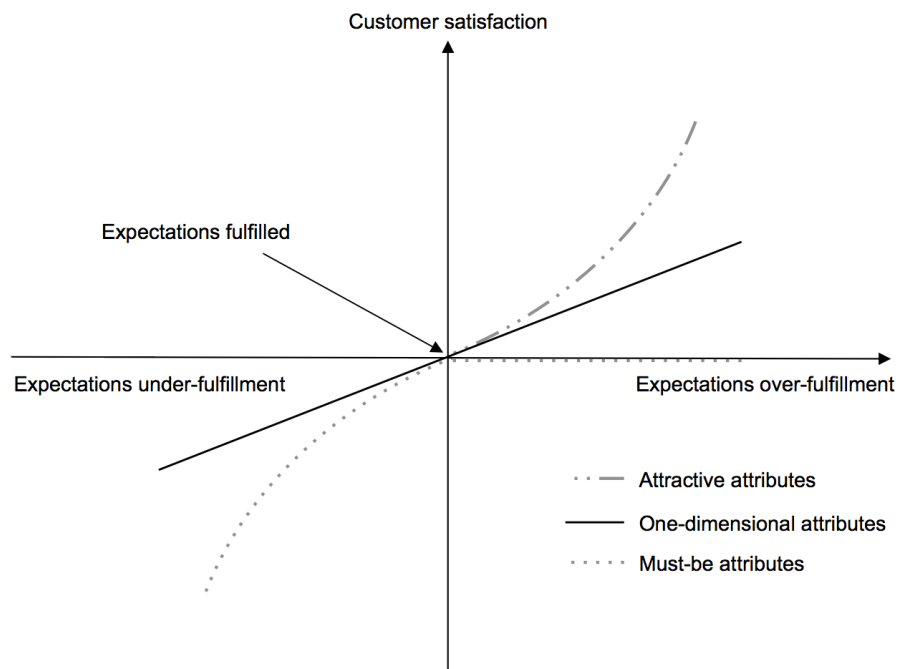 Customer satisfaction
Expectations fulfilled
Expectations under-fulfillment
Expectations over-fulfillment
Attractive attributes
One-dimensional attributes
Must-be attributes